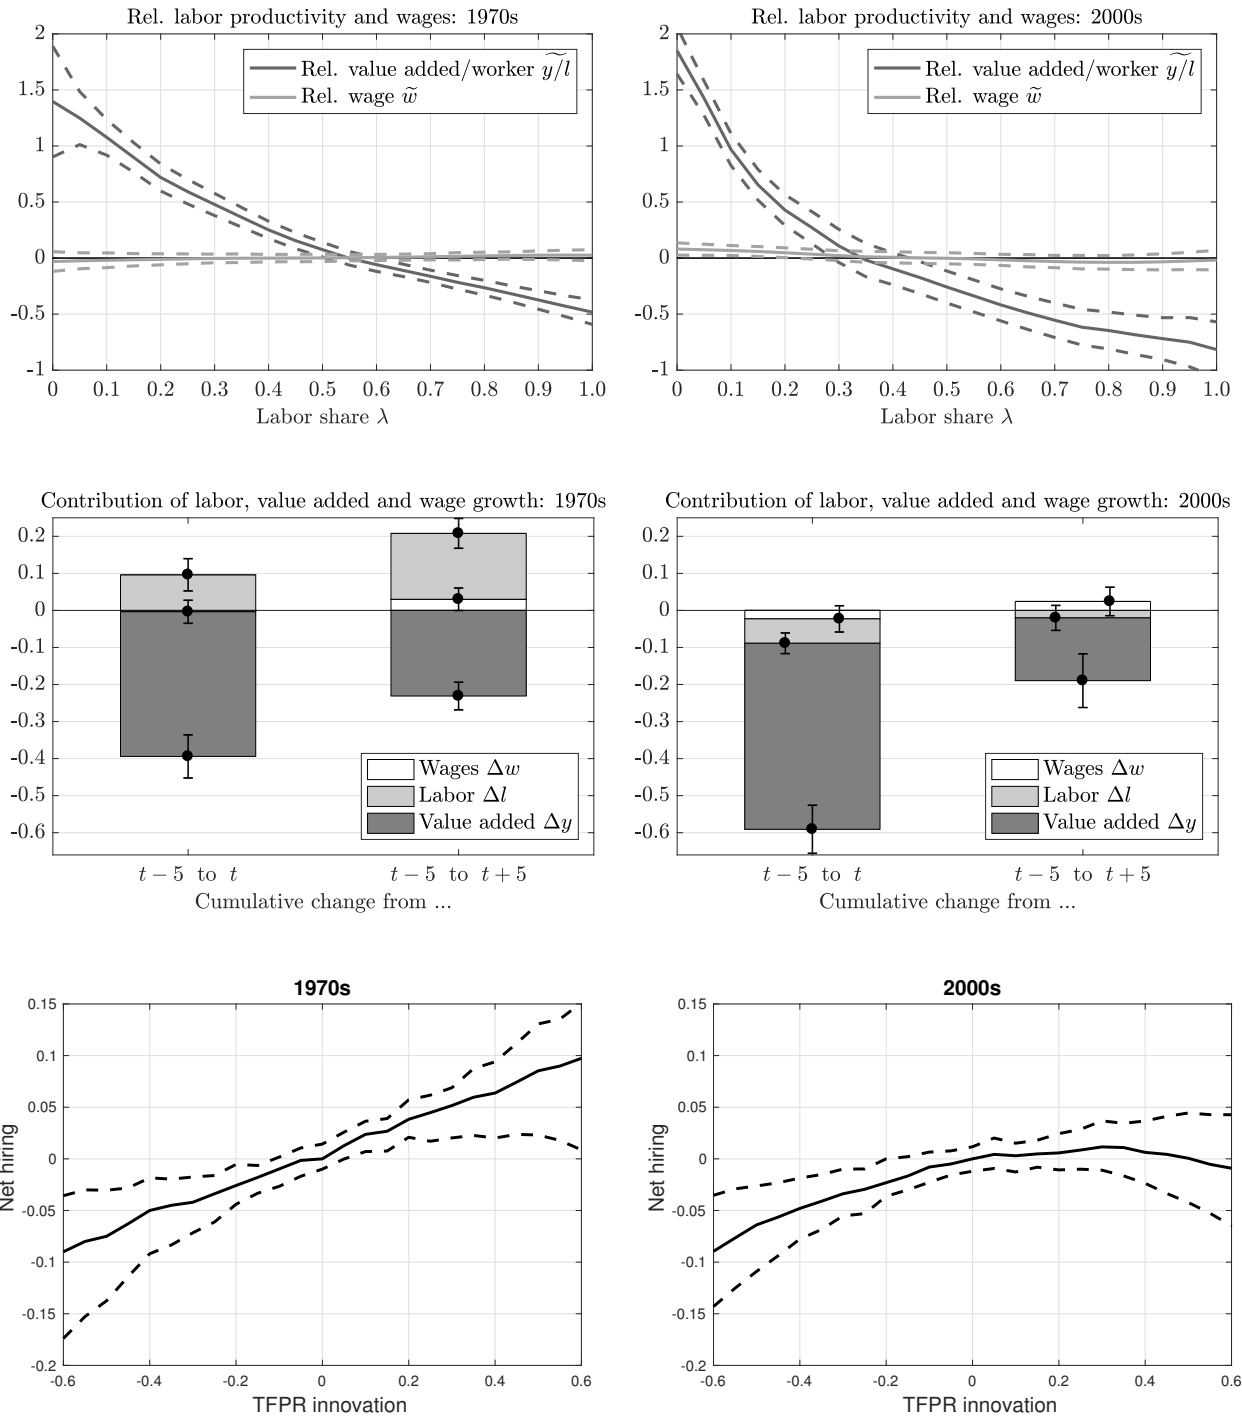 Rel. labor productivity and wages: 1970s
2
1.5
1
0.5
0
-0.5
-1
Rel. value added/worker y/l
Rel. wage w̃
0 0.1 0.2 0.3 0.4 0.5 0.6 0.7 0.8 0.9 1.0
Labor share λ
Rel. labor productivity and wages: 2000s
2
1.5
1
0.5
0
-0.5
-1
Rel. value added/worker y/l
Rel. wage w̃
0 0.1 0.2 0.3 0.4 0.5 0.6 0.7 0.8 0.9 1.0
Labor share λ
Contribution of labor, value added and wage growth: 1970s
0.2
0.1
0
-0.1
-0.2
-0.3
-0.4
-0.5
-0.6
Wages Δw
Labor Δl
Value added Δy
t − 5 to t
t − 5 to t + 5
Cumulative change from ...
Contribution of labor, value added and wage growth: 2000s
0.2
0.1
0
-0.1
-0.2
-0.3
-0.4
-0.5
-0.6
Wages Δw
Labor Δl
Value added Δy
t − 5 to t
t − 5 to t + 5
Cumulative change from ...
1970s
Net hiring
0.15
0.1
0.05
0
-0.05
-0.1
-0.15
-0.2
-0.6 -0.4 -0.2 0 0.2 0.4 0.6
TFPR innovation
2000s
Net hiring
0.15
0.1
0.05
0
-0.05
-0.1
-0.15
-0.2
-0.6 -0.4 -0.2 0 0.2 0.4 0.6
TFPR innovation